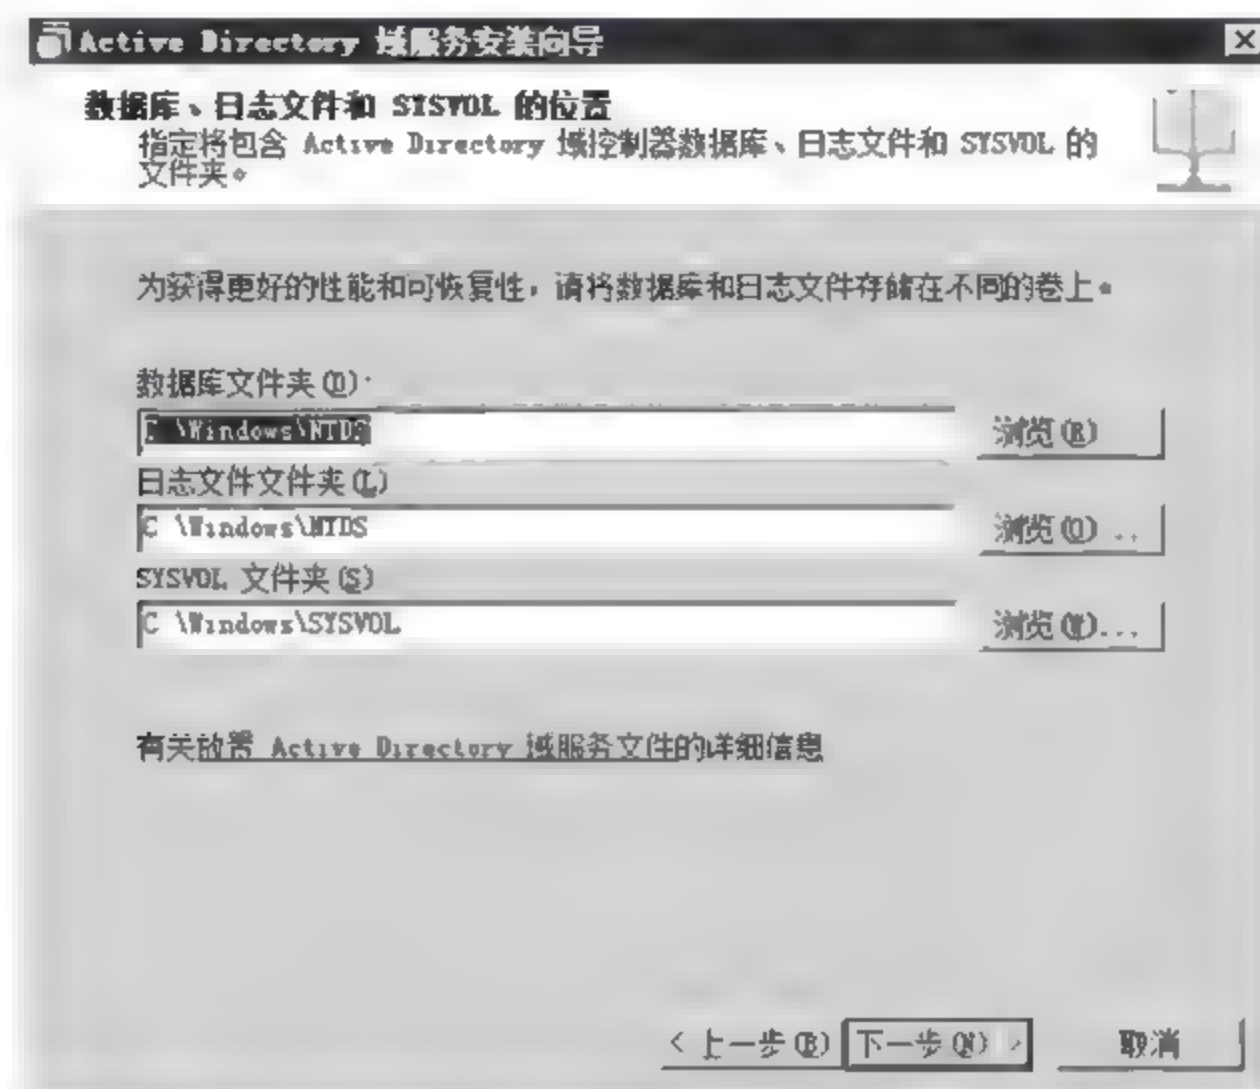 Active Directory 域服务安装向导
数据库、日志文件和 SYSVOL 的位置
指定将包含 Active Directory 域控制器数据库、日志文件和 SYSVOL 的
文件夹。
为获得更好的性能和可恢复性，请将数据库和日志文件存储在不同的卷上。
数据库文件夹(D):
C:\Windows\NTDS 浏览(R)
日志文件文件夹(L)
C \Windows\NTDS 浏览(O)..
SYSVOL 文件夹(S)
C \Windows\SYSVOL 浏览(W)...
有关放置 Active Directory 域服务文件的详细信息
< 上一步(B) 下一步(N) > 取消